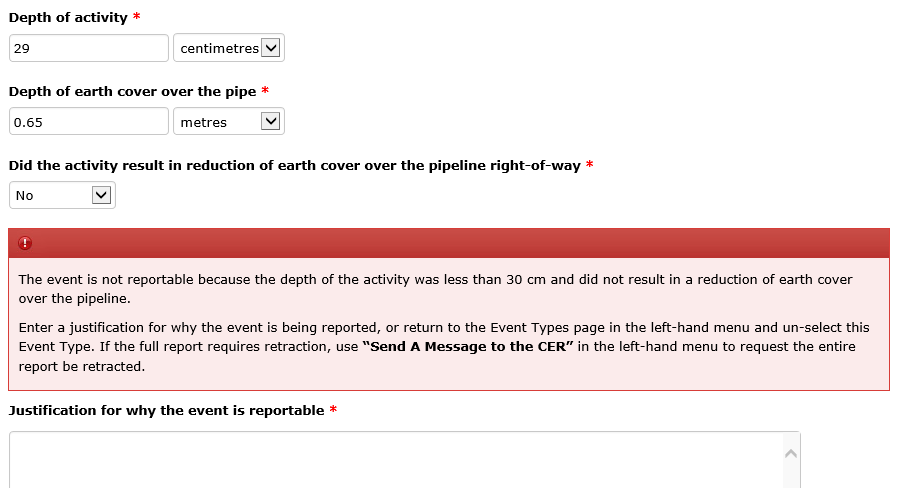 Depth of activity *
29 centimetres
Depth of earth cover over the pipe *
0.65 metres
Did the activity result in reduction of earth cover over the pipeline right-of-way *
No
The event is not reportable because the depth of the activity was less than 30 cm and did not result in a reduction of earth cover
over the pipeline.
Enter a justification for why the event is being reported, or return to the Event Types page in the left-hand menu and un-select this
Event Type. If the full report requires retraction, use “Send A Message to the CER” in the left-hand menu to request the entire
report be retracted.
Justification for why the event is reportable *